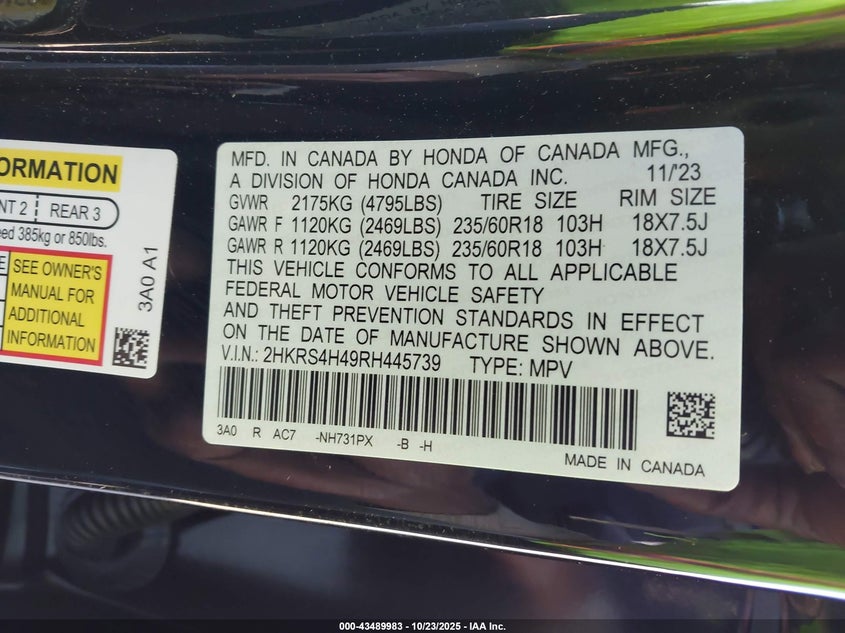 ORMATION
NT 2 REAR 3
eed 385kg or 850lbs.
SEE OWNER'S
MANUAL FOR
ADDITIONAL
INFORMATION
3A0 A1
MFD. IN CANADA BY HONDA OF CANADA MFG.,
A DIVISION OF HONDA CANADA INC. 11/'23
GVWR 2175KG (4795LBS) TIRE SIZE RIM SIZE
GAWR F 1120KG (2469LBS) 235/60R18 103H 18X7.5J
GAWR R 1120KG (2469LBS) 235/60R18 103H 18X7.5J
THIS VEHICLE CONFORMS TO ALL APPLICABLE
FEDERAL MOTOR VEHICLE SAFETY
AND THEFT PREVENTION STANDARDS IN EFFECT
ON THE DATE OF MANUFACTURE SHOWN ABOVE.
V.I.N.: 2HKRS4H49RH445739 TYPE: MPV
3A0 R AC7 -NH731PX -B -H
MADE IN CANADA
000-43489983 - 10/23/2025 - IAA Inc.